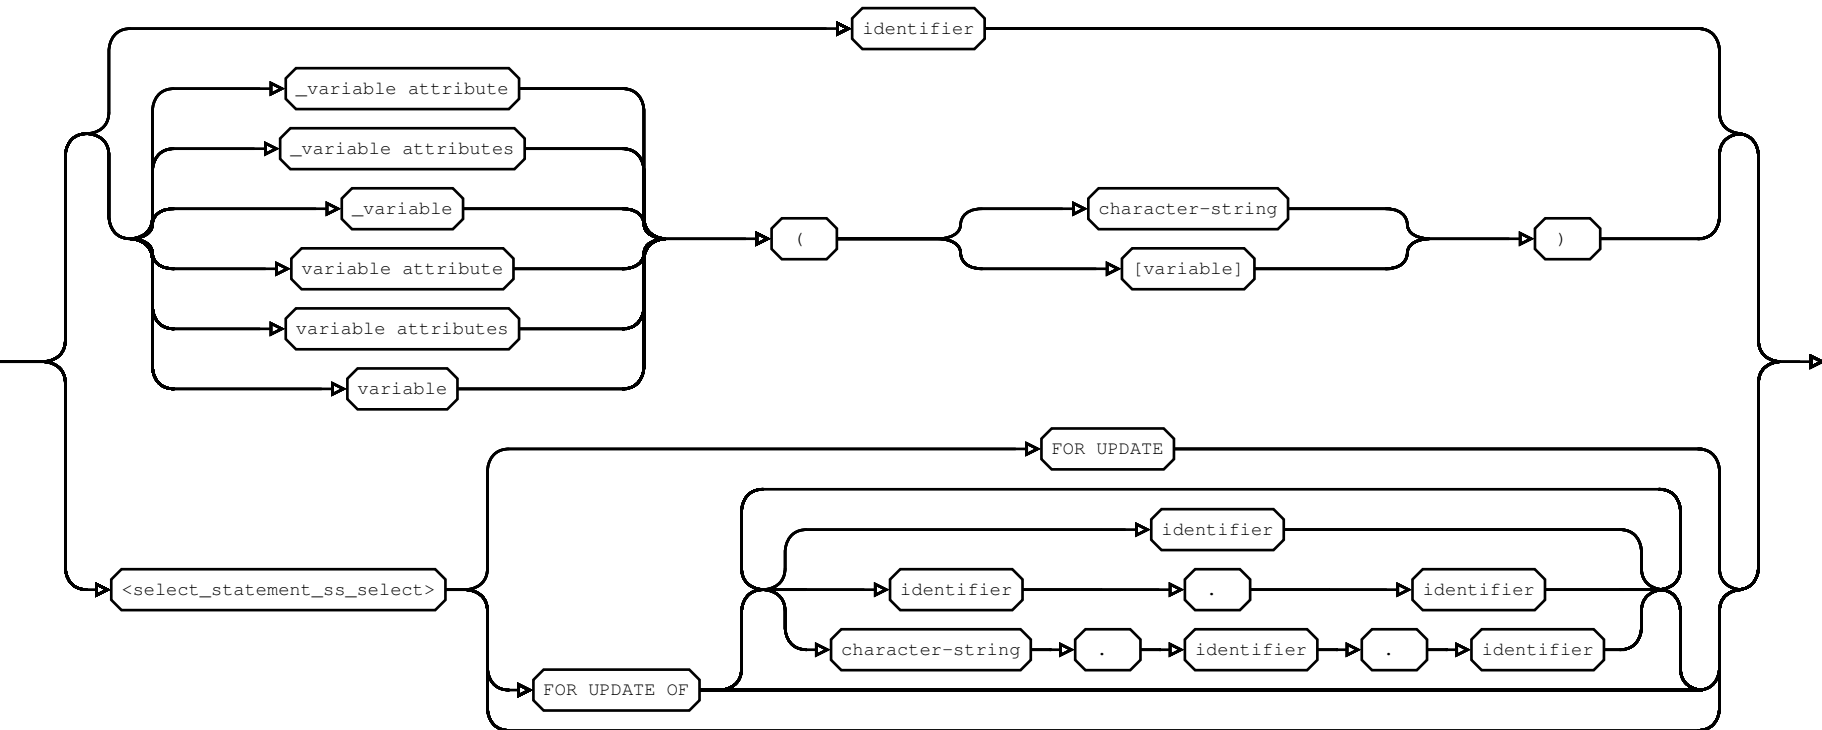 identifier
_variable attribute
_variable attributes
_variable
character-string
( )
variable attribute
[variable]
variable attributes
variable
FOR UPDATE
identifier
<select_statement_ss_select> identifier . identifier
character-string . identifier . identifier
FOR UPDATE OF